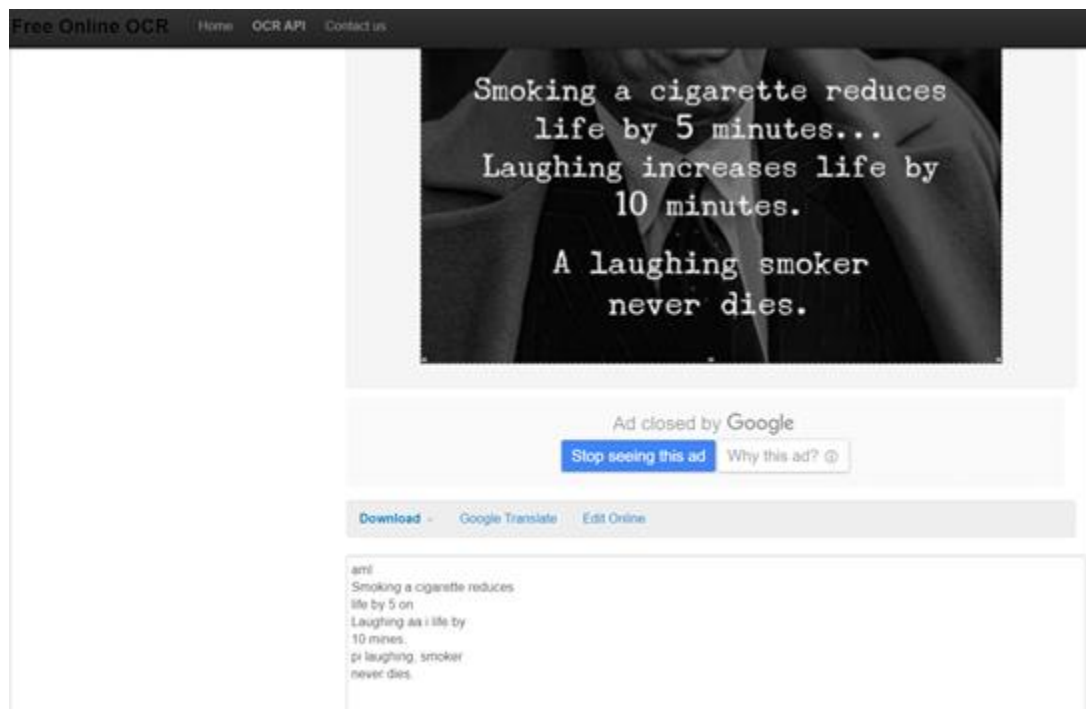 Free Online OCR Home OCR API Contact us
Smoking a cigarette reduces
life by 5 minutes...
Laughing increases life by
10 minutes.
A laughing smoker
never dies.
Ad closed by Google
Stop seeing this ad Why this ad?
Download Google Translate Edit Online
aml
Smoking a cigarette reduces
life by 5 on
Laughing aa i life by
10 mines.
pi laughing, smoker
never dies.